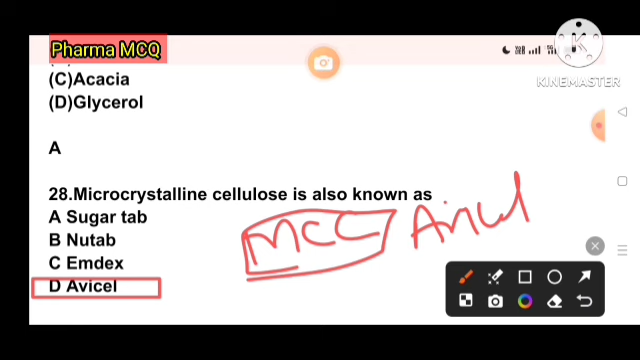 Pharma MCQ
KINEMASTER
(C)Acacia
(D)Glycerol
A
28.Microcrystalline cellulose is also known as
A Sugar tab
B Nutab
C Emdex
D Avicel
MCC Avicel